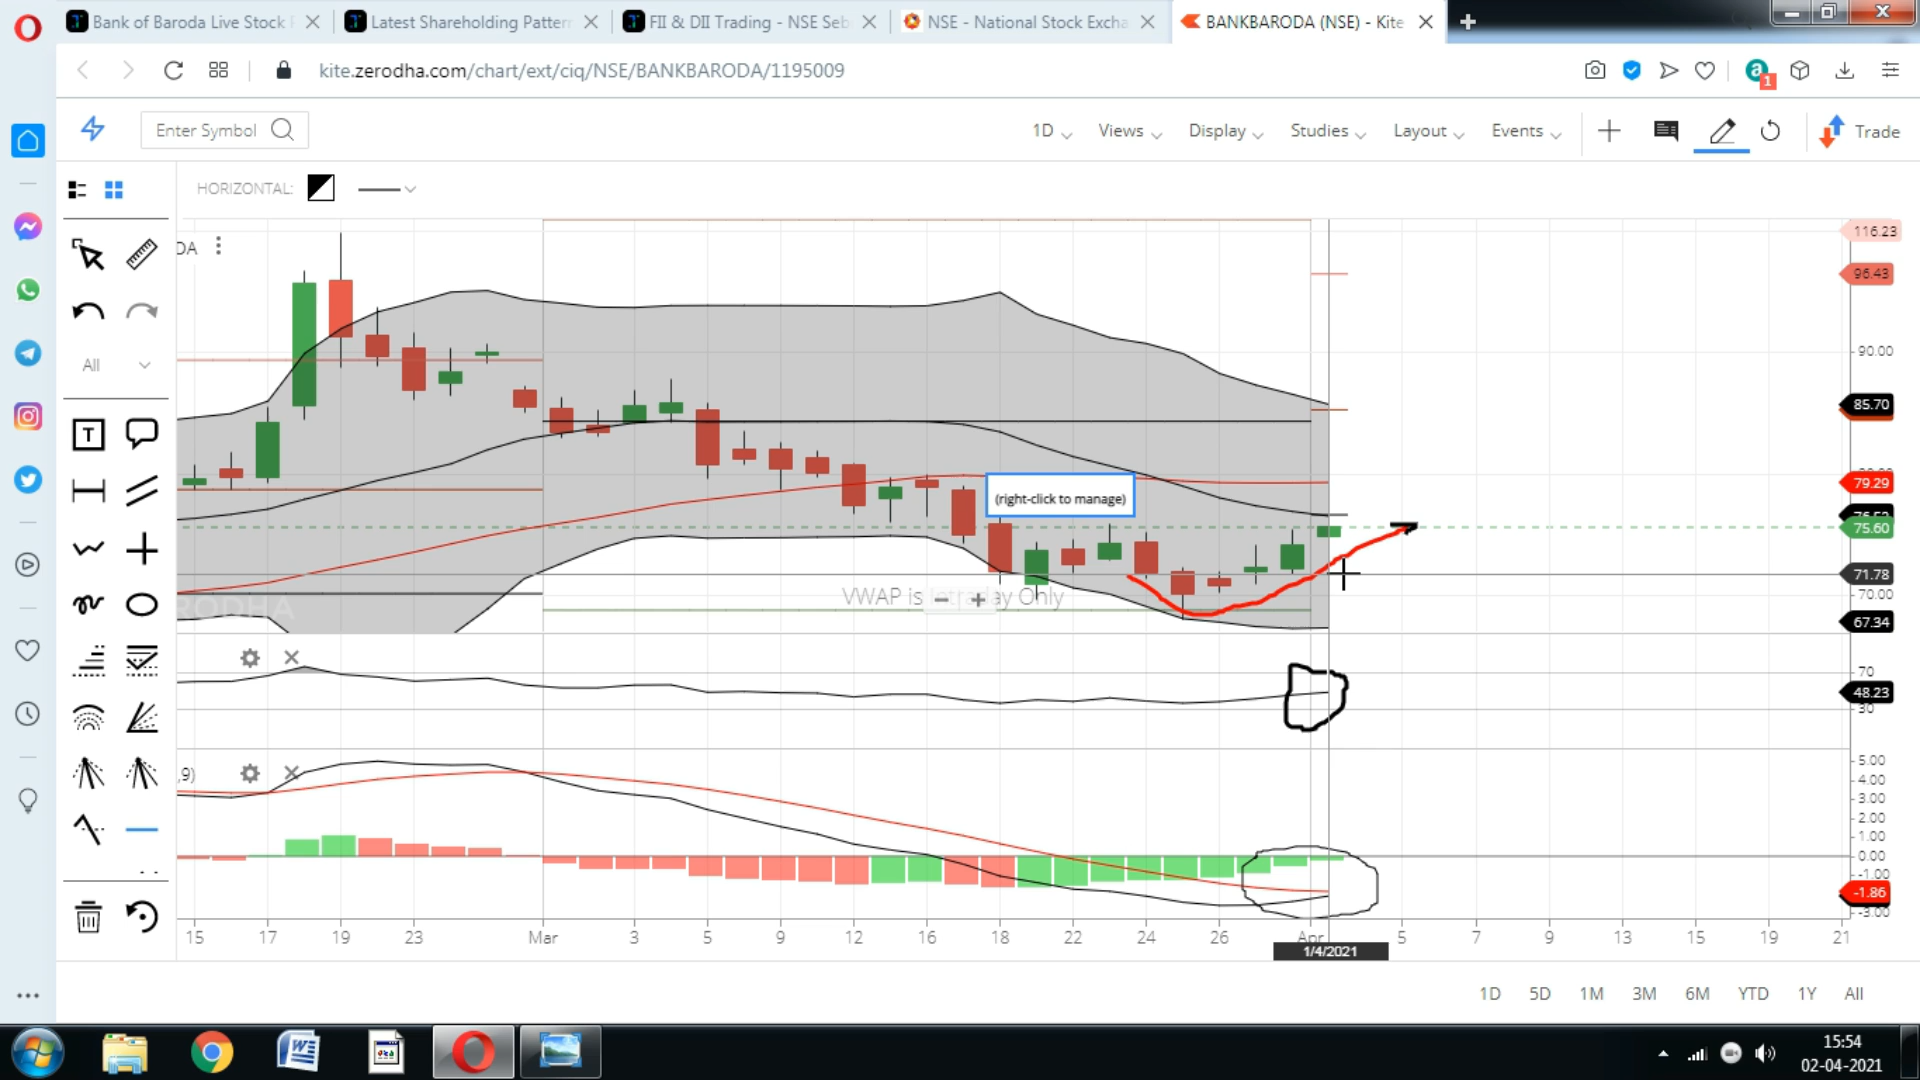 Bank of Baroda Live Stock P
Latest Shareholding Pattern
FII & DII Trading - NSE Seb
NSE - National Stock Excha
BANKBARODA (NSE) - Kite
kite.zerodha.com/chart/ext/ciq/NSE/BANKBARODA/1195009
1
Enter Symbol
1D
Views
Display
Studies
Layout
Events
Trade
HORIZONTAL:
DA
All
T
116.23
96.43
90.00
85.70
79.29
75.60
71.78
70.00
67.34
(right-click to manage)
VWAP is Intraday Only
ZERODHA
70
48.23
30
,9)
5.00
4.00
3.00
2.00
1.00
0.00
-1.00
-1.86
-3.00
15 17 19 23 Mar 3 5 9 12 16 18 22 24 26 Apr 5 7 9 13 15 19 21
1/4/2021
1D 5D 1M 3M 6M YTD 1Y All
15:54
02-04-2021